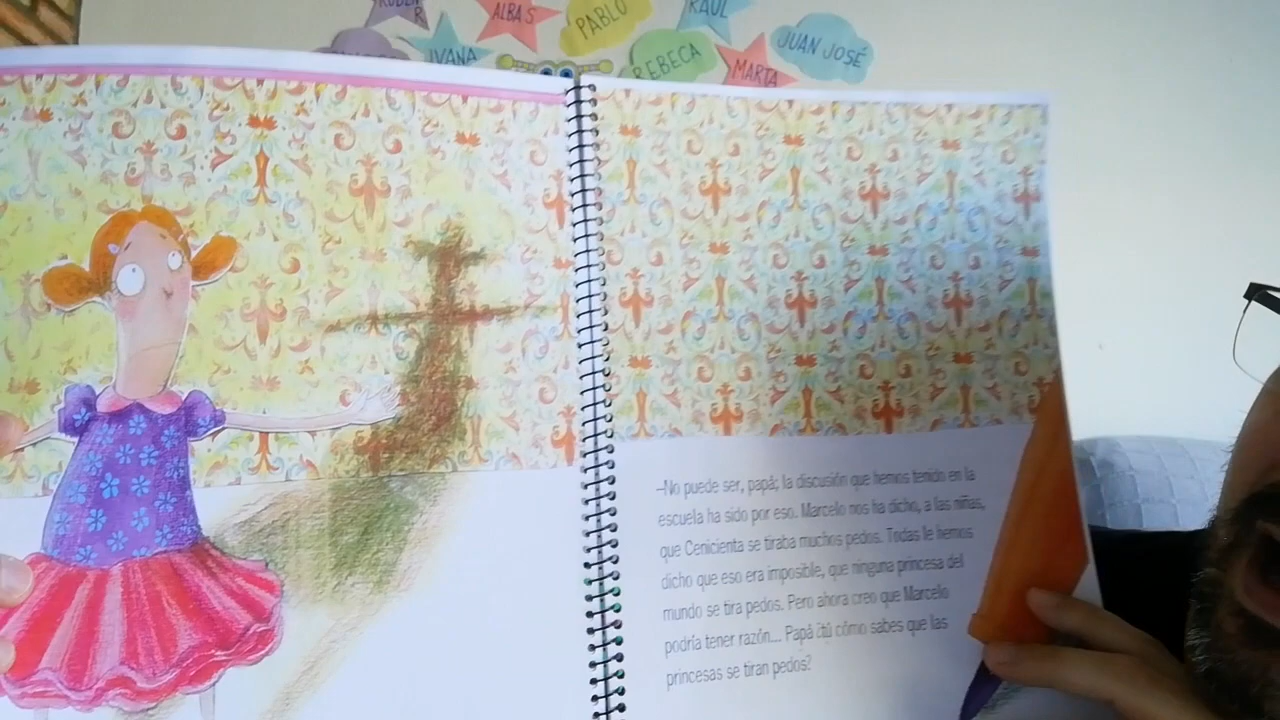 RUBÉN
R
ALBA S
PABLO
RAÚL
IVANA
REBECA
MARTA
JUAN JOSÉ
–No puede ser, papá; la discusión que hemos tenido en la
escuela ha sido por eso. Marcelo nos ha dicho, a las niñas,
que Cenicienta se tiraba muchos pedos. Todas le hemos
dicho que eso era imposible, que ninguna princesa del
mundo se tira pedos. Pero ahora creo que Marcelo
podría tener razón... Papá ¿tú cómo sabes que las
princesas se tiran pedos?